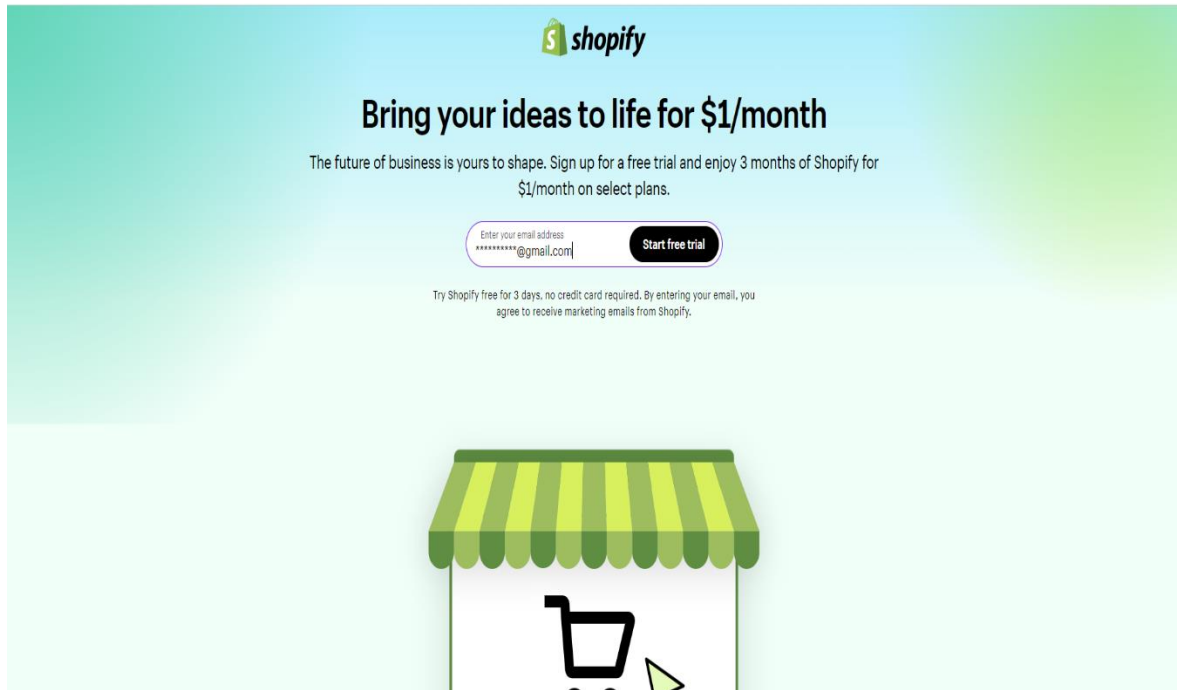 shopify
Bring your ideas to life for $1/month
The future of business is yours to shape. Sign up for a free trial and enjoy 3 months of Shopify for
$1/month on select plans.
Enter your email address
**********@gmail.com
Start free trial
Try Shopify free for 3 days, no credit card required. By entering your email, you
agree to receive marketing emails from Shopify.